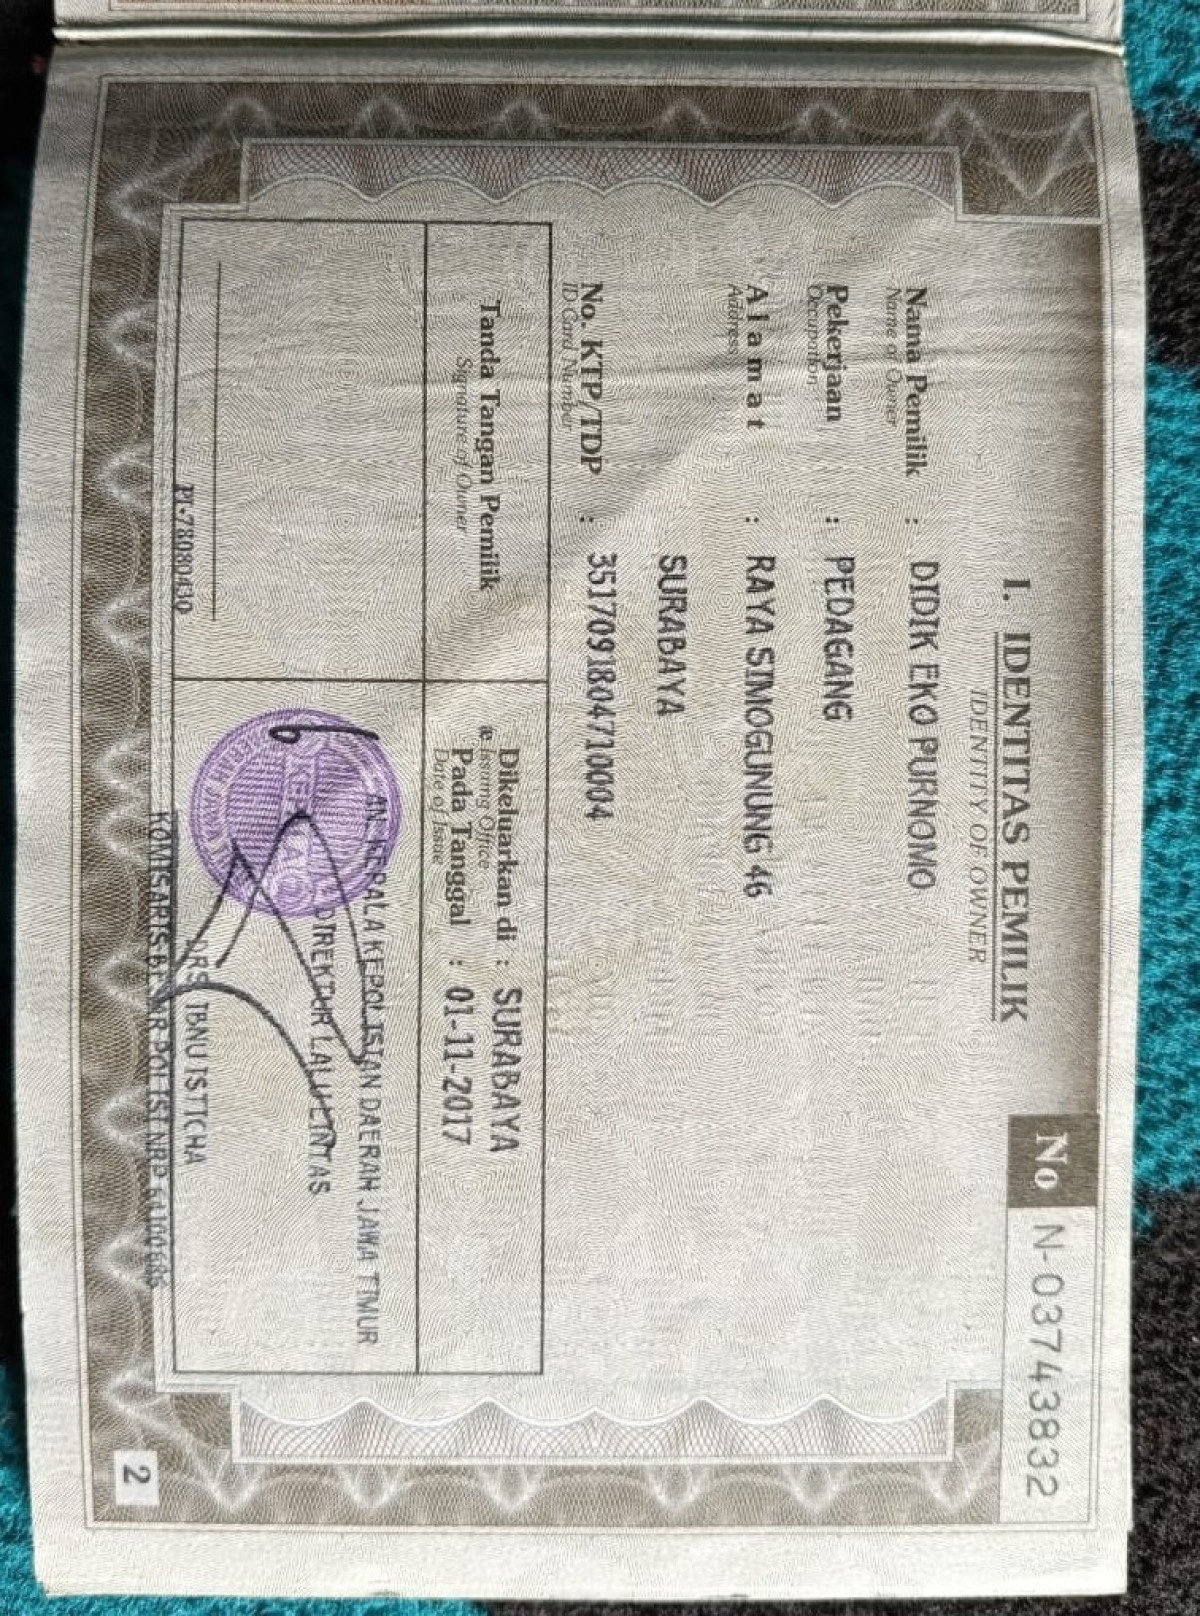 No N-03743832
I. IDENTITAS PEMILIK
IDENTITY OF OWNER
Nama Pemilik : DIDIK EKO PURNOMO
Name of Owner
Pekerjaan : PEDAGANG
Occupation
Alamat : RAYA SIMOGUNUNG 46
Address
SURABAYA
No. KTP/TDP : 3517091804710004
ID Card Number
Tanda Tangan Pemilik
Signature of Owner
Dikeluarkan di : SURABAYA
Issuing Office
Pada Tanggal : 01-11-2017
Date of Issue
AN. KEPALA KEPOLISIAN DAERAH JAWA TIMUR
DIREKTUR LALU LINTAS
DRS IBNU ISTICHA
PI-78080430
KOMISARIS BESAR POLISI NRP
2